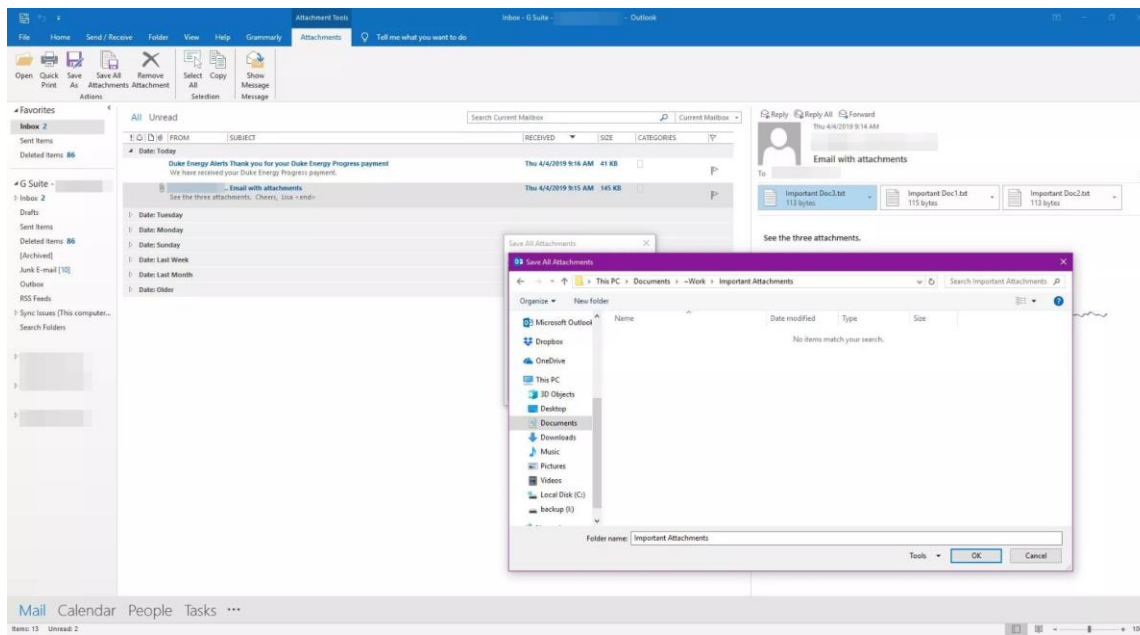 Attachment Tools
Inbox - G Suite - - Outlook
File Home Send / Receive Folder View Help Grammarly Attachments Tell me what you want to do
Open Quick Print Save As Save All Attachments Remove Attachment Select All Copy Show Message
Actions Selection Message
Favorites
Inbox 2
Sent Items
Deleted Items 86
G Suite -
Inbox 2
Drafts
Sent Items
Deleted Items 86
[Archived]
Junk E-mail [10]
Outbox
RSS Feeds
Sync Issues (This computer...
Search Folders
All Unread
Search Current Mailbox Current Mailbox
FROM SUBJECT RECEIVED SIZE CATEGORIES
Date: Today
Duke Energy Alerts Thank you for your Duke Energy Progress payment Thu 4/4/2019 9:16 AM 41 KB
We have received your Duke Energy Progress payment.
... Email with attachments Thu 4/4/2019 9:15 AM 145 KB
See the three attachments. Cheers, Lisa <end>
Date: Tuesday
Date: Monday
Date: Sunday
Date: Last Week
Date: Last Month
Date: Older
Reply Reply All Forward
Thu 4/4/2019 9:14 AM
Email with attachments
To
Important Doc3.txt
113 bytes
Important Doc1.txt
115 bytes
Important Doc2.txt
113 bytes
See the three attachments.
Save All Attachments
Save All Attachments
This PC › Documents › ~Work › Important Attachments
Search Important Attachments
Organize New folder
Name Date modified Type Size
No items match your search.
Microsoft Outlook
Dropbox
OneDrive
This PC
3D Objects
Desktop
Documents
Downloads
Music
Pictures
Videos
Local Disk (C:)
backup (I:)
Folder name: Important Attachments
Tools OK Cancel
Mail Calendar People Tasks ...
Items: 13 Unread: 2